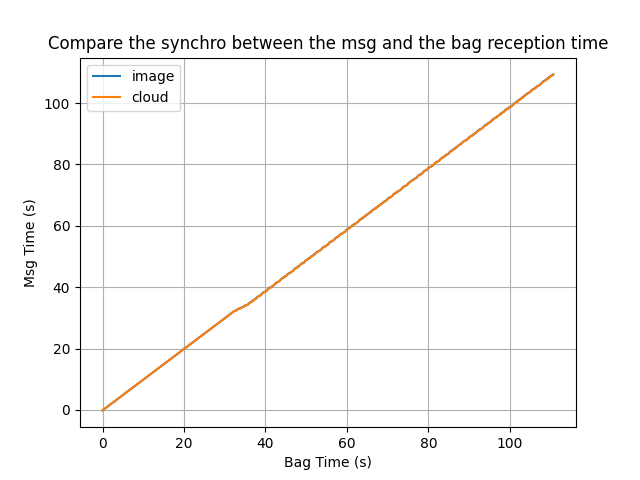 Compare the synchro between the msg and the bag reception time
image
cloud
100
80
60
40
20
0
Msg Time (s)
0 20 40 60 80 100
Bag Time (s)